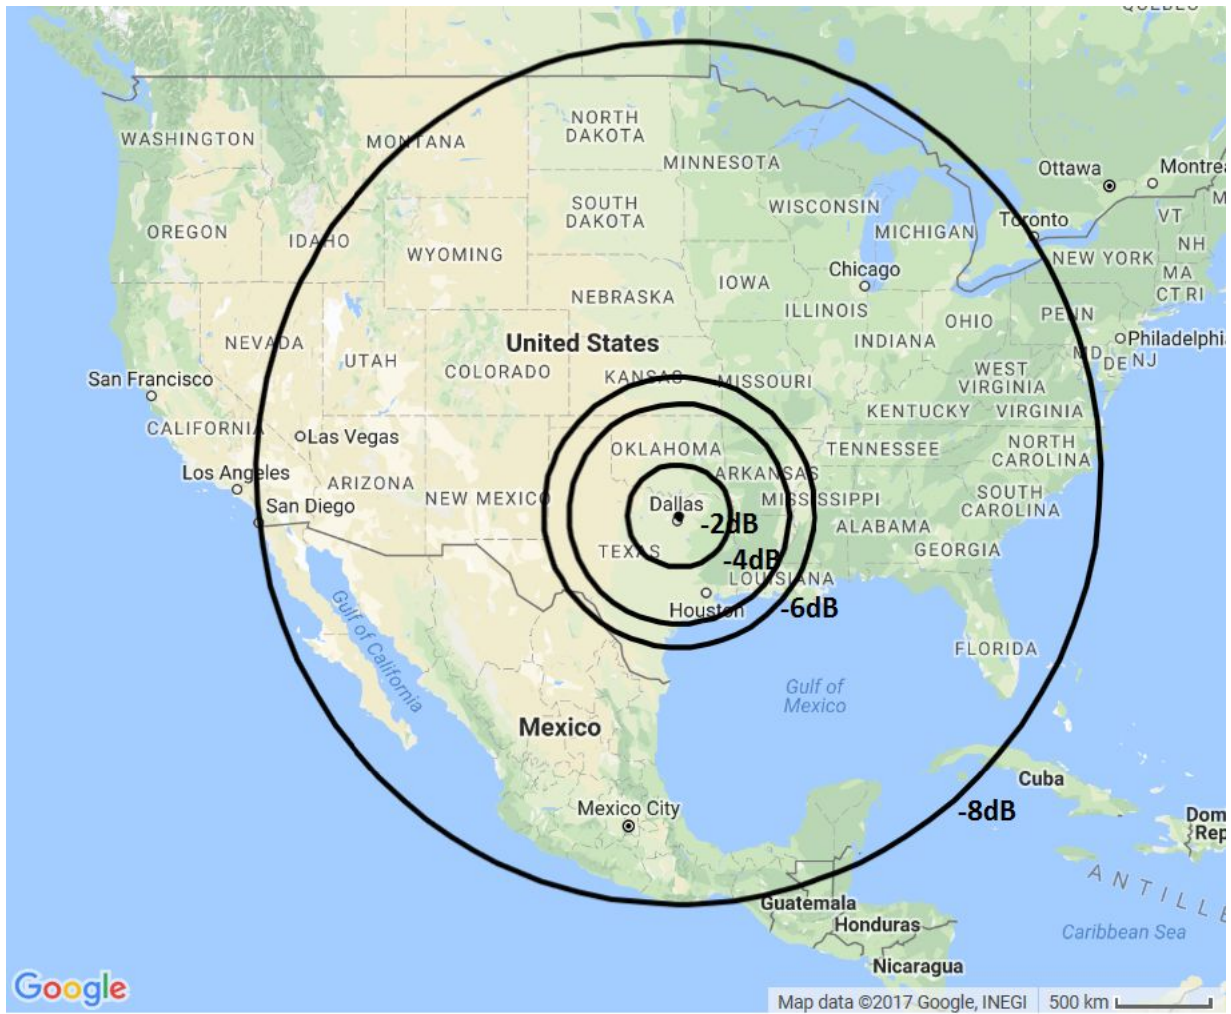 QUEBEC
WASHINGTON
MONTANA
NORTH
DAKOTA
MINNESOTA
Ottawa
Montrea
OREGON
IDAHO
SOUTH
DAKOTA
WISCONSIN
MICHIGAN
Toronto
VT
M
WYOMING
NEW YORK
NH
MA
CT RI
Chicago
IOWA
NEBRASKA
ILLINOIS
OHIO
PENN
INDIANA
NEVADA
UTAH
COLORADO
United States
KANSAS
MISSOURI
WEST
VIRGINIA
MD
DE
NJ
Philadelphia
San Francisco
CALIFORNIA
Las Vegas
KENTUCKY
VIRGINIA
OKLAHOMA
TENNESSEE
NORTH
CAROLINA
Los Angeles
ARIZONA
NEW MEXICO
ARKANSAS
San Diego
Dallas
MISSISSIPPI
SOUTH
CAROLINA
-2dB
ALABAMA
TEXAS
-4dB
GEORGIA
LOUISIANA
Houston
-6dB
Gulf of California
FLORIDA
Gulf of
Mexico
Mexico
Cuba
Mexico City
-8dB
Dom
Rep
ANTILLE
Guatemala
Honduras
Caribbean Sea
Nicaragua
Google
Map data ©2017 Google, INEGI
500 km